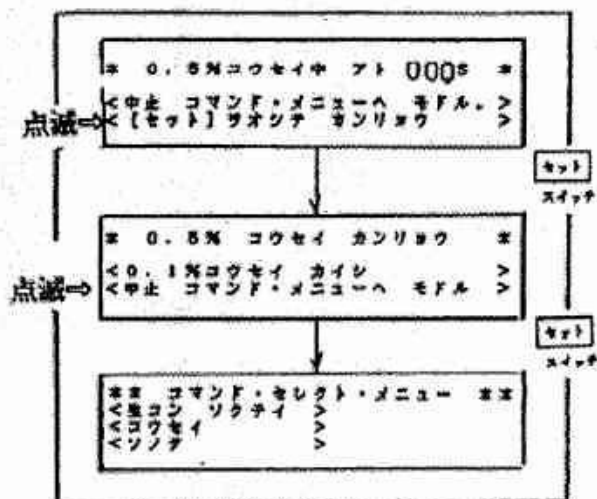 * 0.5%コウセイ中 アト 000S *
<中止 コマンド・メニューヘ モドル. >
点滅⇨
<[セット]ヲオシテ カンリョウ >
セット
スイッチ
* 0.5% コウセイ カンリョウ *
<0.1%コウセイ カイシ >
点滅⇨
<中止 コマンド・メニューヘ モドル >
セット
スイッチ
** コマンド・セレクト・メニュー **
<生コン ソクテイ >
<コウセイ >
<ソノタ >